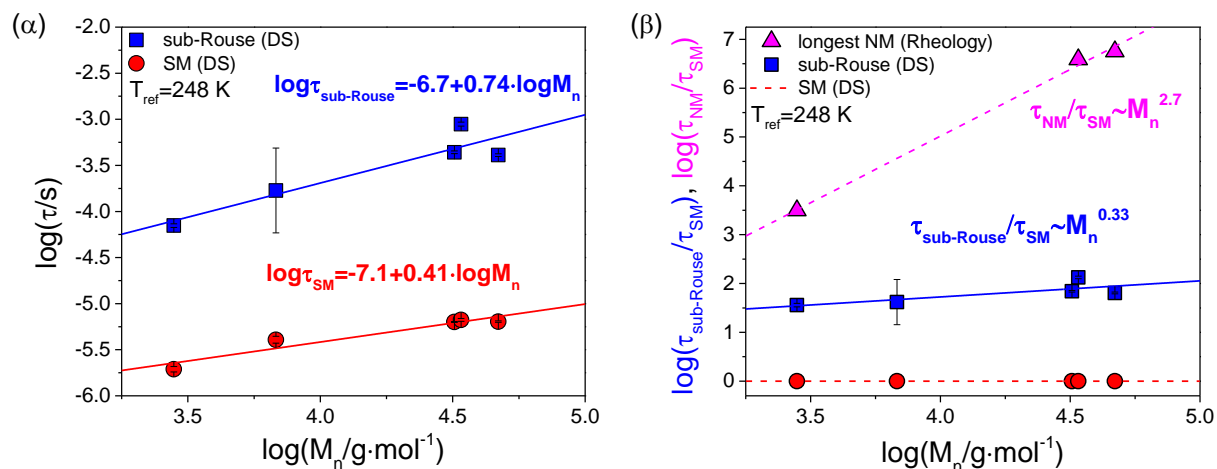 (α)
-2.0
-2.5
-3.0
-3.5
-4.0
-4.5
-5.0
-5.5
-6.0
log(τ/s)
sub-Rouse (DS)
SM (DS)
T_ref=248 K
logτ_sub-Rouse=-6.7+0.74·logM_n
logτ_SM=-7.1+0.41·logM_n
3.5 4.0 4.5 5.0
log(M_n/g·mol⁻¹)
(β)
7
6
5
4
3
2
1
0
log(τ_sub-Rouse/τ_SM), log(τ_NM/τ_SM)
longest NM (Rheology)
sub-Rouse (DS)
SM (DS)
T_ref=248 K
τ_NM/τ_SM~M_n^2.7
τ_sub-Rouse/τ_SM~M_n^0.33
3.5 4.0 4.5 5.0
log(M_n/g·mol⁻¹)